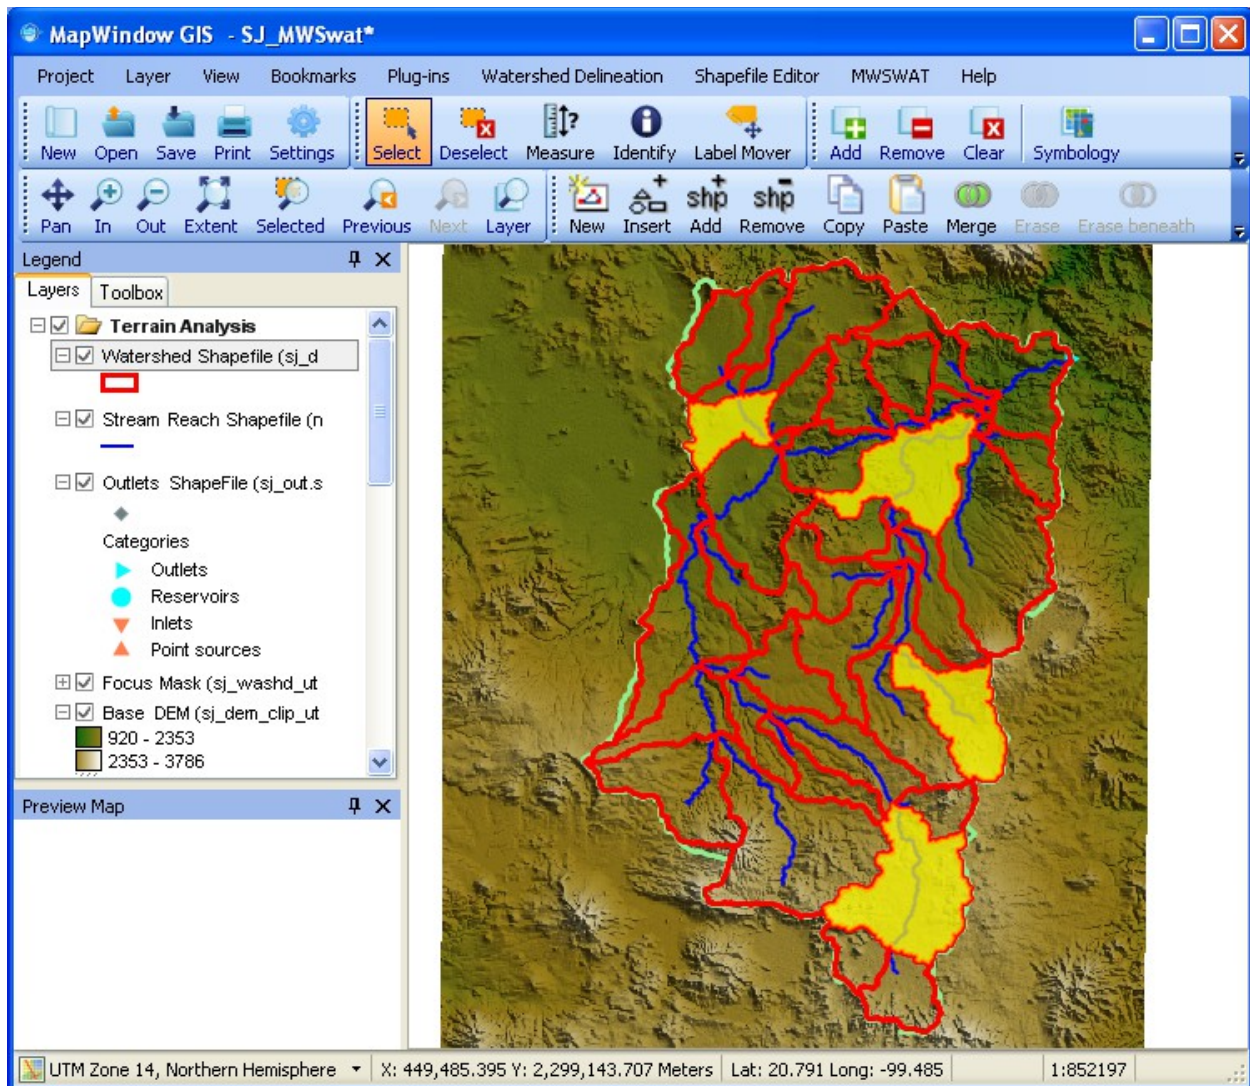 MapWindow GIS - SJ_MWSwat*
Project Layer View Bookmarks Plug-ins Watershed Delineation Shapefile Editor MWSWAT Help
New Open Save Print Settings Select Deselect Measure Identify Label Mover Add Remove Clear Symbology
Pan In Out Extent Selected Previous Next Layer New Insert shp Add shp Remove Copy Paste Merge Erase Erase beneath
Legend
Layers Toolbox
Terrain Analysis
Watershed Shapefile (sj_d
Stream Reach Shapefile (n
Outlets ShapeFile (sj_out.s
Categories
Outlets
Reservoirs
Inlets
Point sources
Focus Mask (sj_washd_ut
Base DEM (sj_dem_clip_ut
920 - 2353
2353 - 3786
Preview Map
UTM Zone 14, Northern Hemisphere X: 449,485.395 Y: 2,299,143.707 Meters Lat: 20.791 Long: -99.485 1:852197